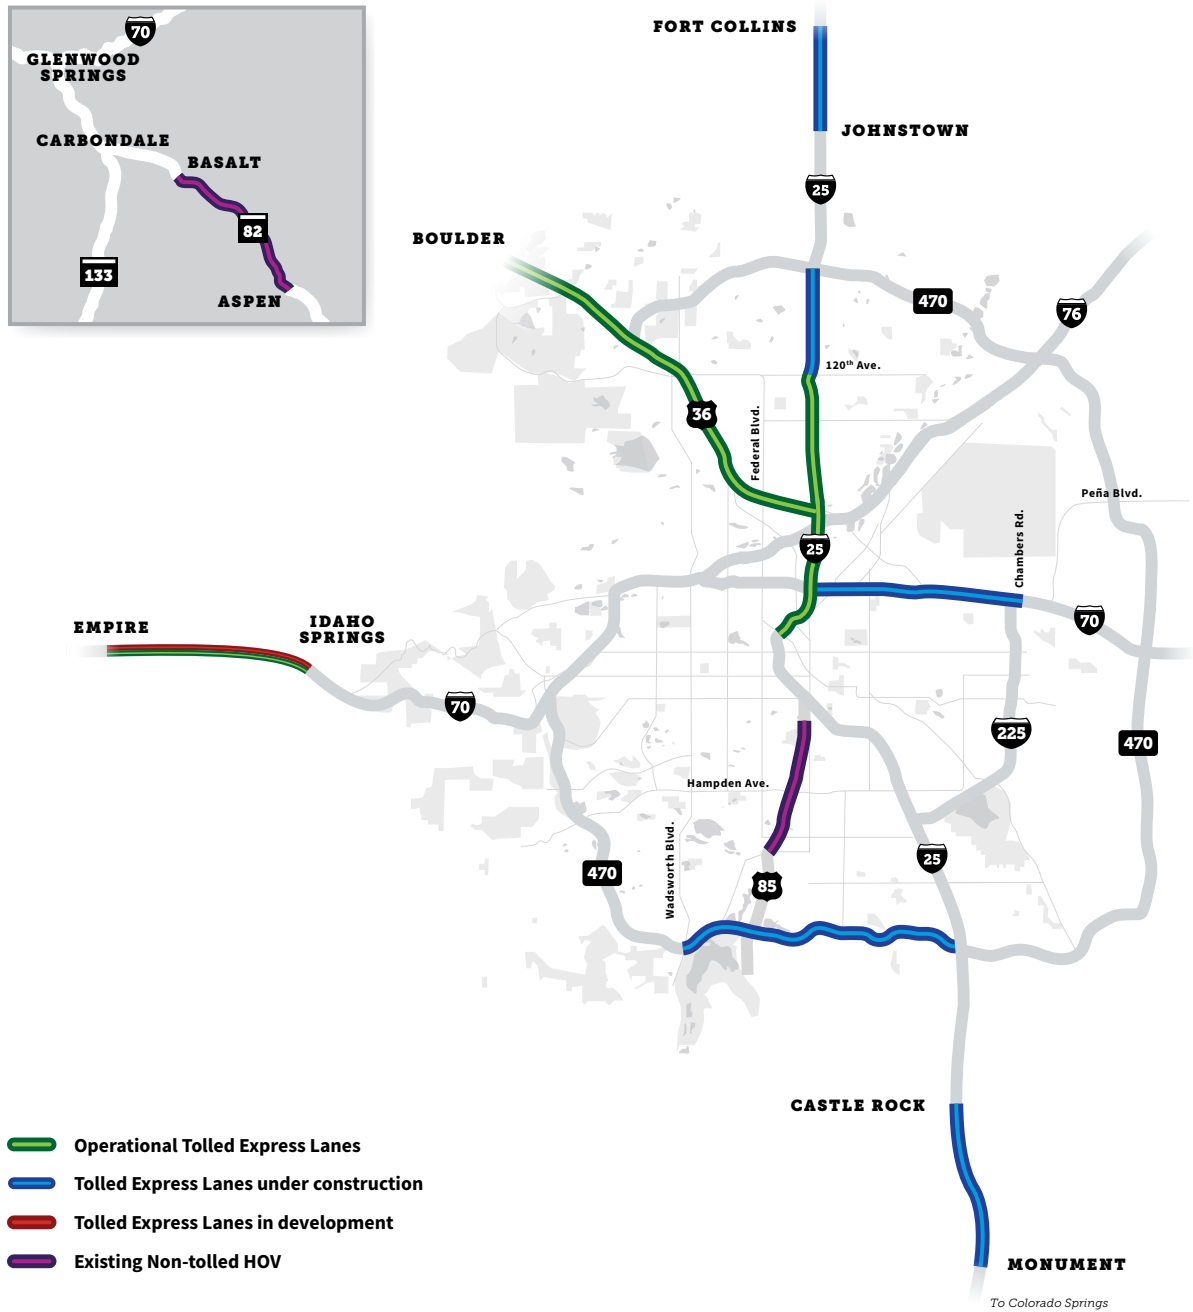 70
GLENWOOD
SPRINGS
CARBONDALE
BASALT
82
133
ASPEN
FORT COLLINS
JOHNSTOWN
25
BOULDER
470
76
120th Ave.
36
Federal Blvd.
Peña Blvd.
Chambers Rd.
25
70
EMPIRE
IDAHO
SPRINGS
70
225
470
Hampden Ave.
Wadsworth Blvd.
470
85
25
CASTLE ROCK
Operational Tolled Express Lanes
Tolled Express Lanes under construction
Tolled Express Lanes in development
Existing Non-tolled HOV
MONUMENT
To Colorado Springs